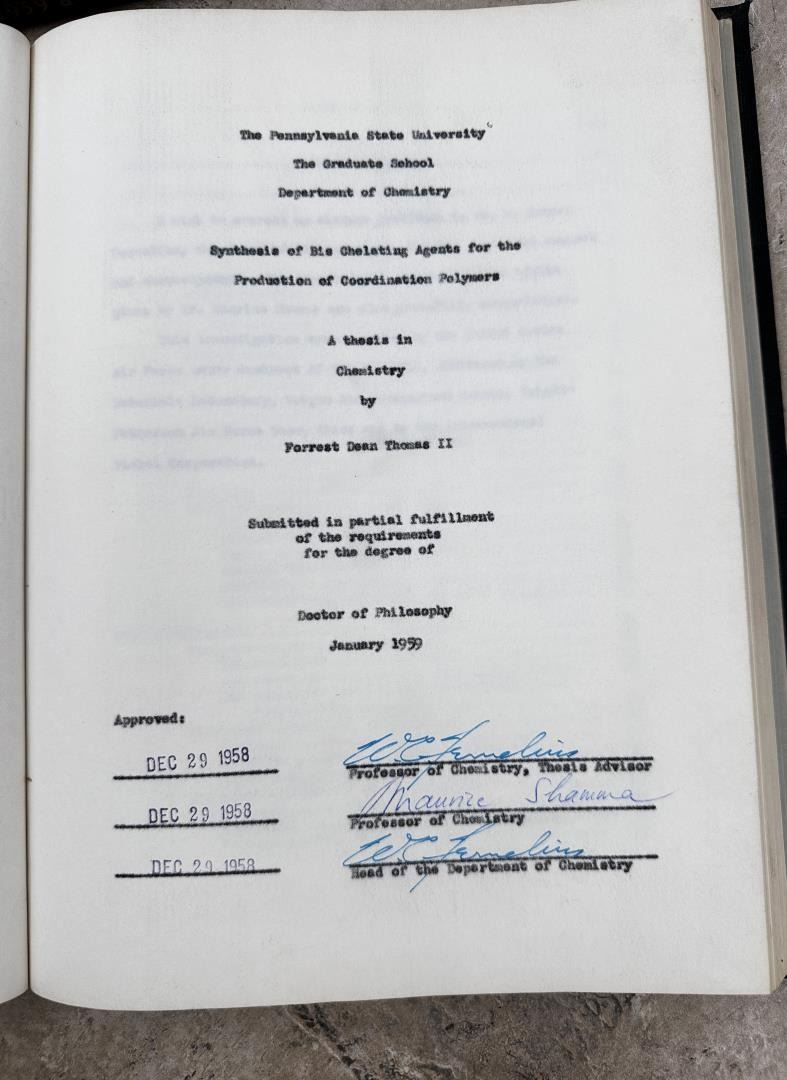 The Pennsylvania State University
The Graduate School
Department of Chemistry
Synthesis of Bis Chelating Agents for the
Production of Coordination Polymers
A thesis in
Chemistry
by
Forrest Dean Thomas II
Submitted in partial fulfillment
of the requirements
for the degree of
Doctor of Philosophy
January 1959
Approved:
DEC 29 1958
W C Fernelius
Professor of Chemistry, Thesis Advisor
DEC 29 1958
Maurice Shamma
Professor of Chemistry
DEC 29 1958
W C Fernelius
Head of the Department of Chemistry